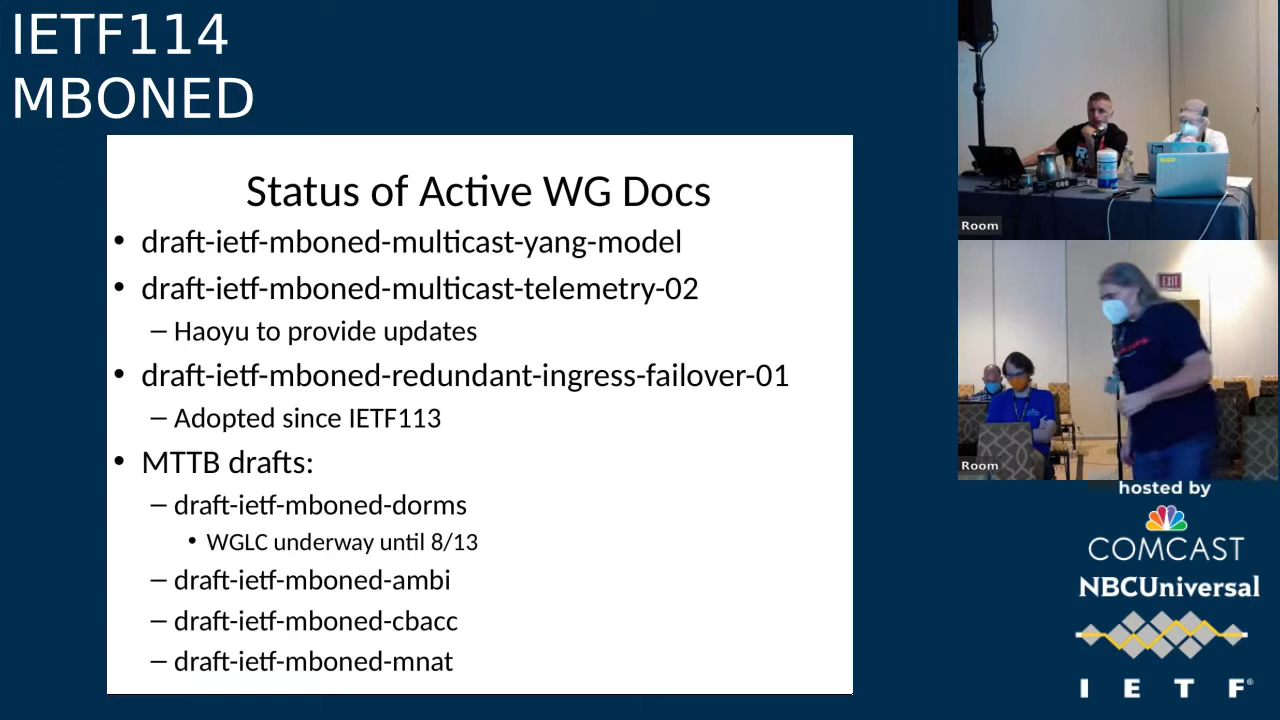 IETF114
MBONED
Status of Active WG Docs
• draft-ietf-mboned-multicast-yang-model
• draft-ietf-mboned-multicast-telemetry-02
– Haoyu to provide updates
• draft-ietf-mboned-redundant-ingress-failover-01
– Adopted since IETF113
• MTTB drafts:
– draft-ietf-mboned-dorms
• WGLC underway until 8/13
– draft-ietf-mboned-ambi
– draft-ietf-mboned-cbacc
– draft-ietf-mboned-mnat
Room
EXIT
Room
hosted by
COMCAST
NBCUniversal
I E T F®